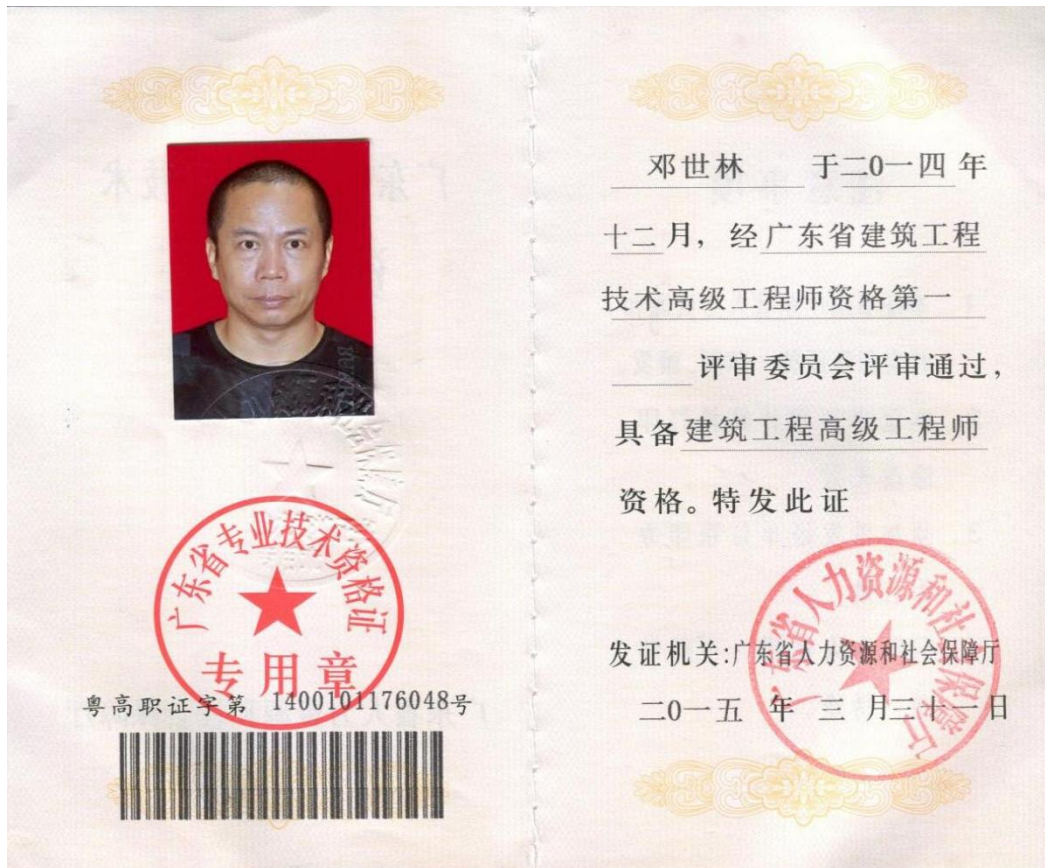 广东省专业技术资格证
专用章
粤高职证字第 1400101176048号
邓世林 于二0一四 年
十二月，经广东省建筑工程
技术高级工程师资格第一
评审委员会评审通过，
具备建筑工程高级工程师
资格。特发此证
广东省人力资源和社会保障厅
发证机关:广东省人力资源和社会保障厅
二0一五 年 三 月三十一日